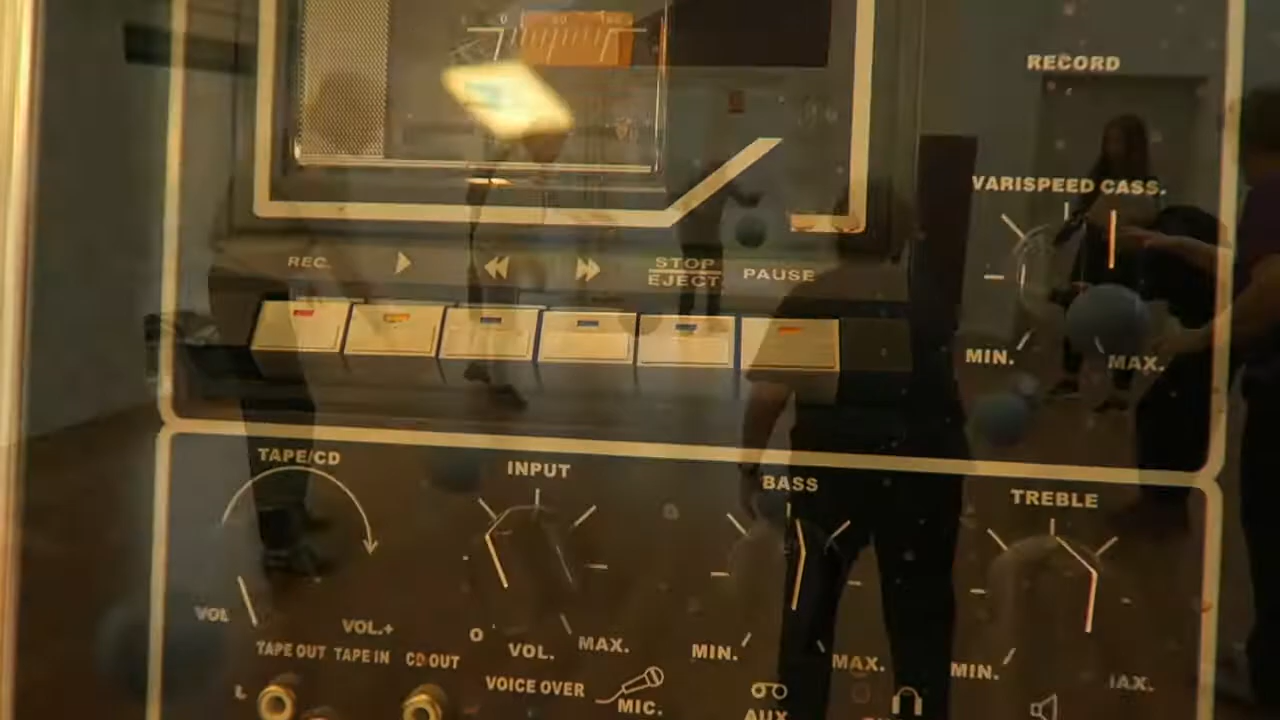 RECORD
VARISPEED CASS.
REC.
STOP
EJECT
PAUSE
MIN.
MAX.
TAPE/CD
INPUT
BASS
TREBLE
VOL
VOL.+
O
VOL.
MAX.
MIN.
MAX.
MIN.
TAPE OUT
TAPE IN
CD OUT
VOICE OVER
MIC.
AUX
L